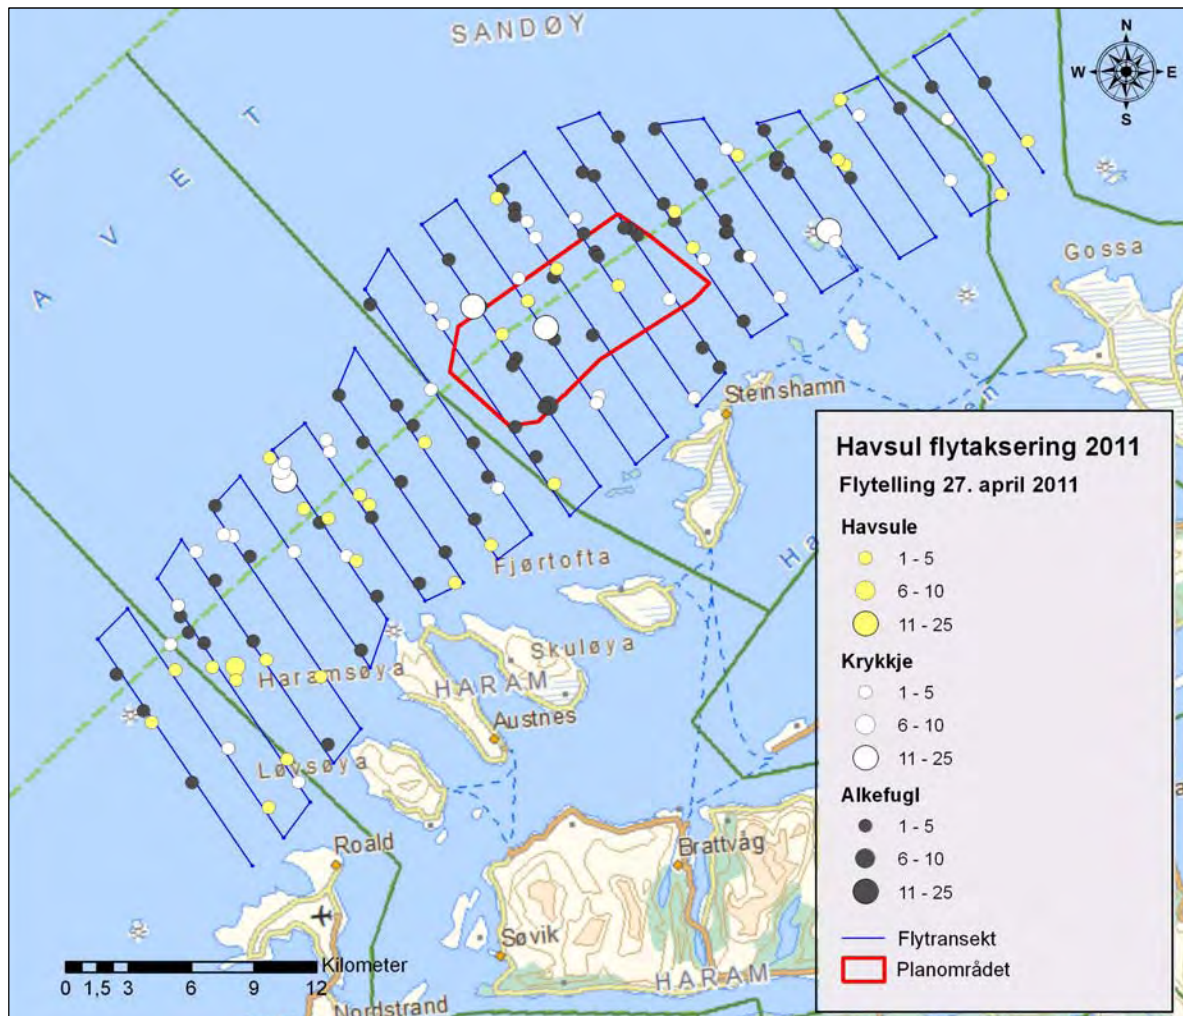 SANDØY
N
W
E
S
T
E
V
A
Gossa
Steinshamn
Fjørtofta
Skuløya
Haramsøya
HARAM
Austnes
Løvsøya
Roald
Brattvåg
Søvik
HARAM
Nordstrand
Kilometer
0 1,5 3 6 9 12
Havsul flytaksering 2011
Flytelling 27. april 2011
Havsule
1 - 5
6 - 10
11 - 25
Krykkje
1 - 5
6 - 10
11 - 25
Alkefugl
1 - 5
6 - 10
11 - 25
Flytransekt
Planområdet